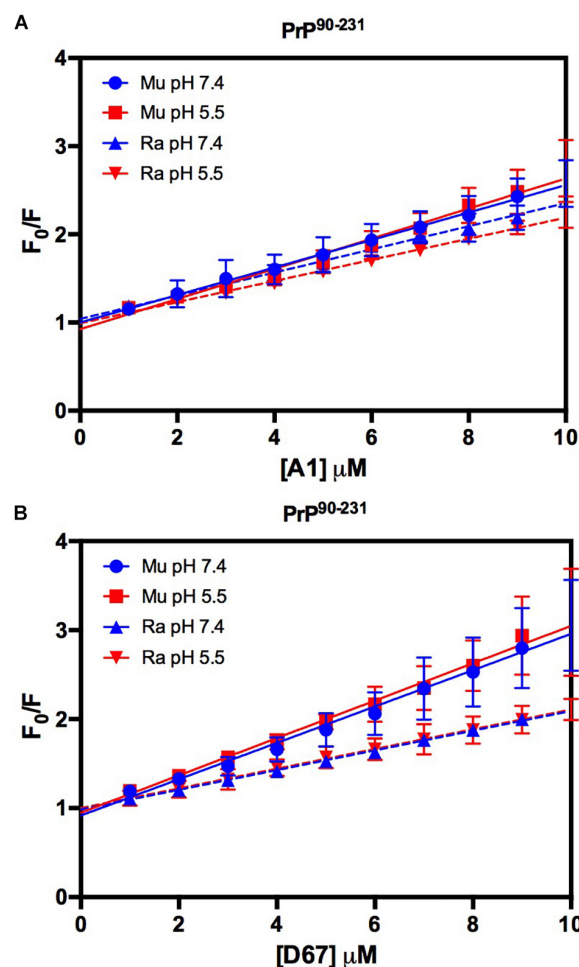 A
PrP90-231
Mu pH 7.4
Mu pH 5.5
Ra pH 7.4
Ra pH 5.5
4
3
2
1
0
F0/F
0 2 4 6 8 10
[A1] μM
B
PrP90-231
Mu pH 7.4
Mu pH 5.5
Ra pH 7.4
Ra pH 5.5
4
3
2
1
0
F0/F
0 2 4 6 8 10
[D67] μM